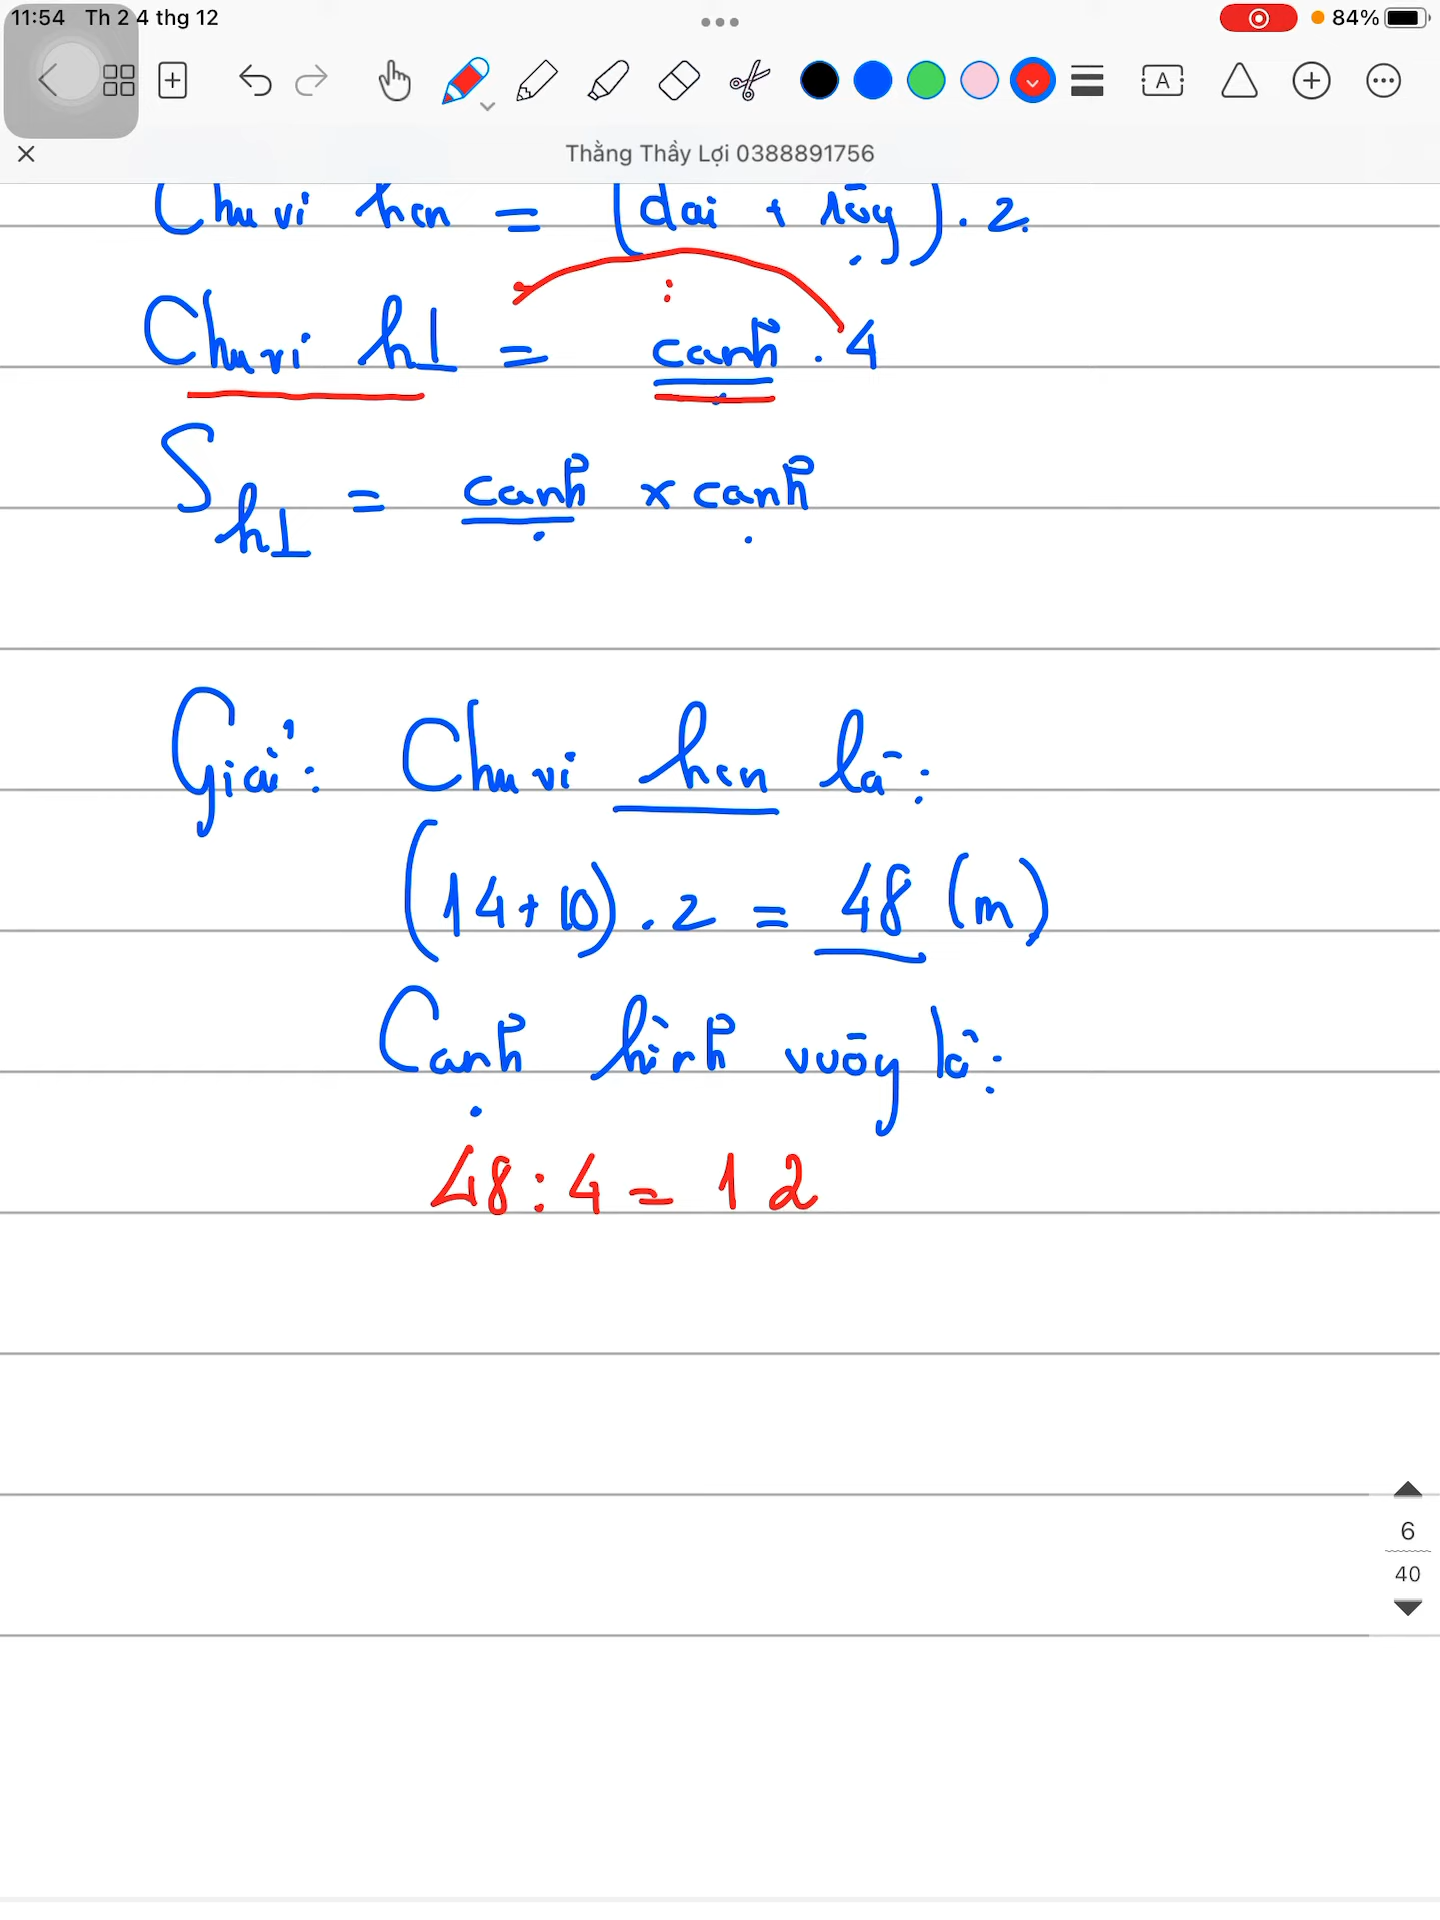 11:54 Th 2 4 thg 12
84%
A
Thằng Thầy Lợi 0388891756
Chu vi hcn = (dài + rộng) . 2
Chu vi h⊥ = cạnh . 4
:
S h⊥ = cạnh x cạnh
Giải: Chu vi hcn là:
(14+10) . 2 = 48 (m)
Cạnh hình vuông là:
48 : 4 = 12
6
40